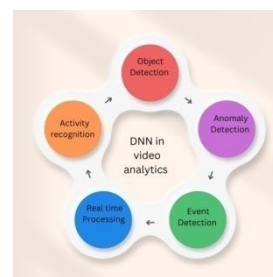 Object
Detection
Anomaly
Detection
Event
Detection
Real time
Processing
Activity
recognition
DNN in
video
analytics